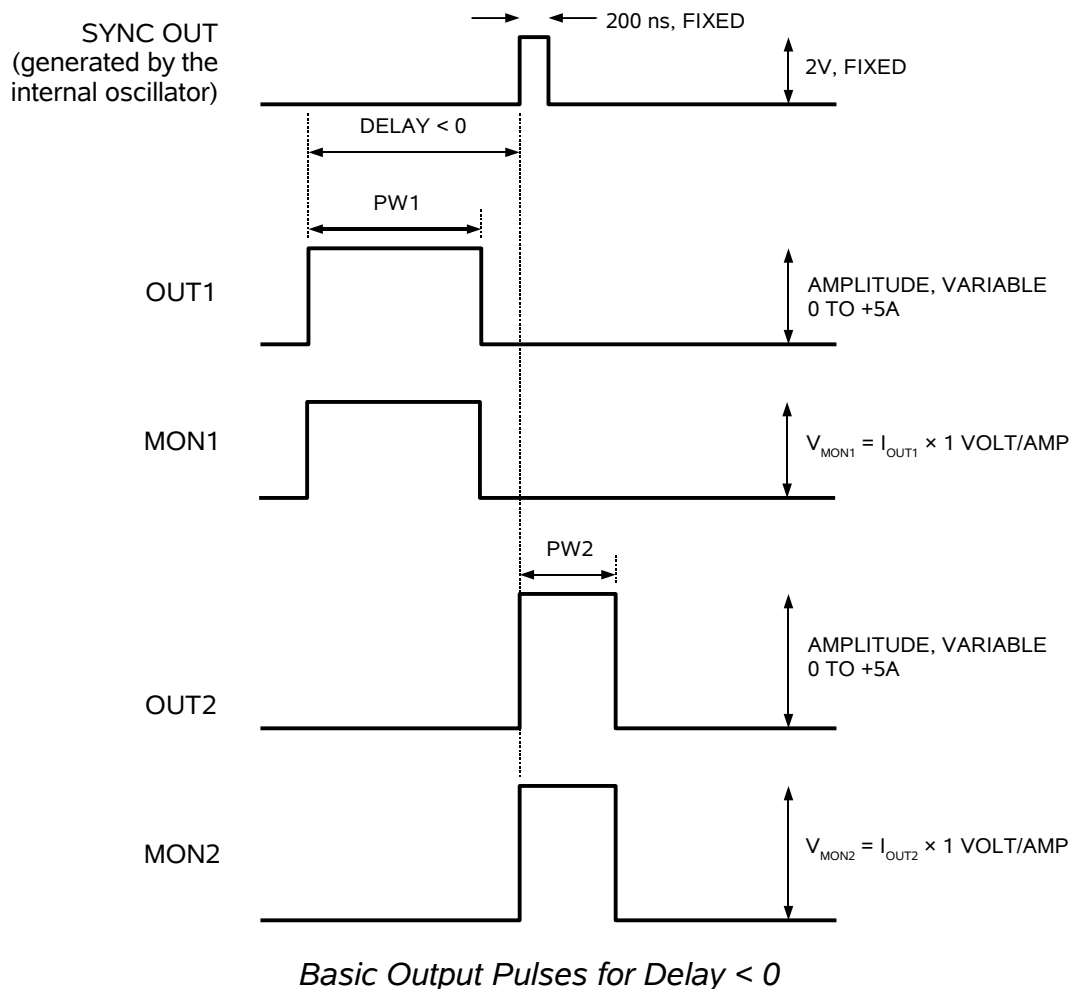 200 ns, FIXED
SYNC OUT
(generated by the
internal oscillator)
2V, FIXED
DELAY < 0
PW1
OUT1
AMPLITUDE, VARIABLE
0 TO +5A
MON1
V_MON1 = I_OUT1 × 1 VOLT/AMP
PW2
OUT2
AMPLITUDE, VARIABLE
0 TO +5A
MON2
V_MON2 = I_OUT2 × 1 VOLT/AMP
Basic Output Pulses for Delay < 0